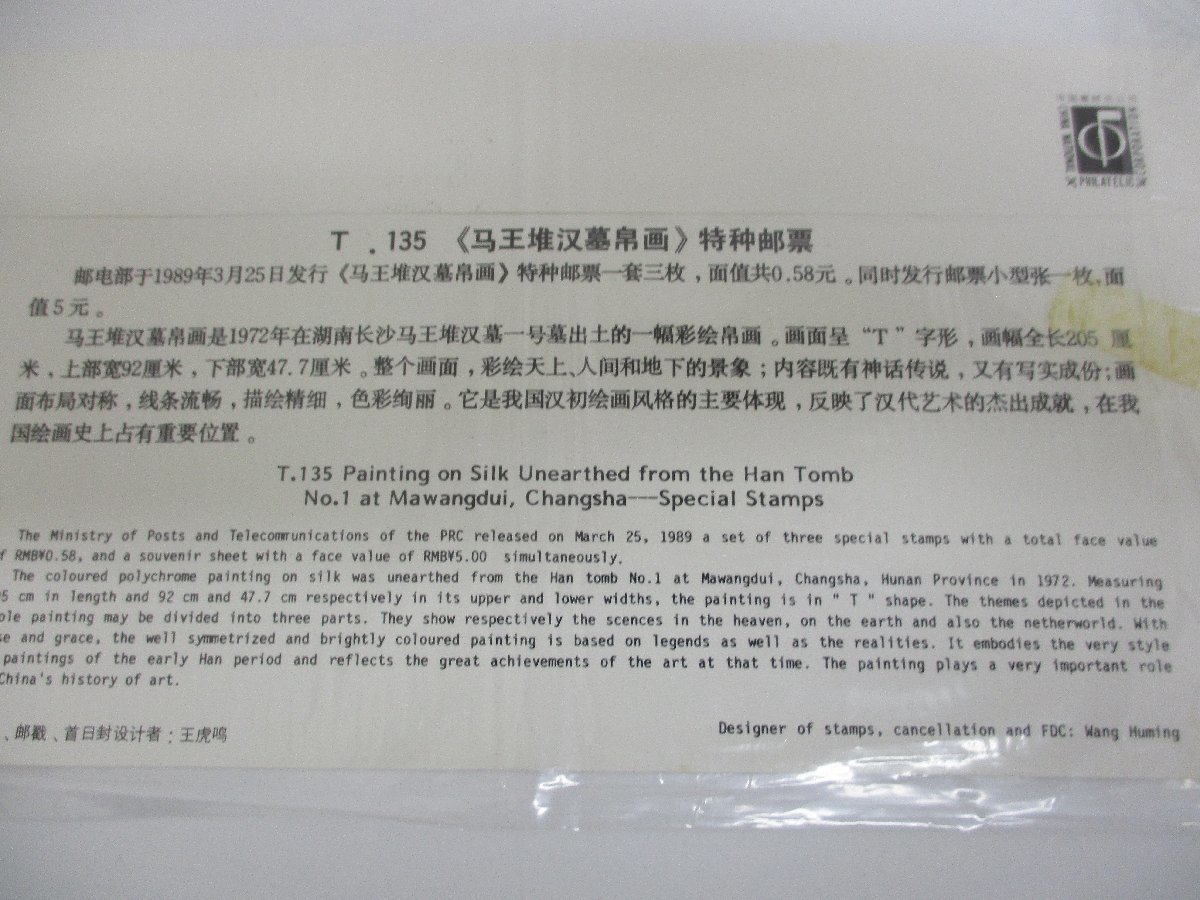 CHINA NATIONAL
PHILATELIC
T.135 《马王堆汉墓帛画》特种邮票
邮电部于1989年3月25日发行《马王堆汉墓帛画》特种邮票一套三枚，面值共0.58元。同时发行邮票小型张一枚,面
值5元。
马王堆汉墓帛画是1972年在湖南长沙马王堆汉墓一号墓出土的一幅彩绘帛画。画面呈“T”字形，画幅全长205厘
米，上部宽92厘米，下部宽47.7厘米。整个画面，彩绘天上、人间和地下的景象；内容既有神话传说，又有写实成份；画
面布局对称，线条流畅，描绘精细，色彩绚丽。它是我国汉初绘画风格的主要体现，反映了汉代艺术的杰出成就，在我
国绘画史上占有重要位置。
T.135 Painting on Silk Unearthed from the Han Tomb
No.1 at Mawangdui, Changsha——Special Stamps
The Ministry of Posts and Telecommunications of the PRC released on March 25, 1989 a set of three special stamps with a total face value
f RMB¥0.58, and a souvenir sheet with a face value of RMB¥5.00 simultaneously.
The coloured polychrome painting on silk was unearthed from the Han tomb No.1 at Mawangdui, Changsha, Hunan Province in 1972. Measuring
5 cm in length and 92 cm and 47.7 cm respectively in its upper and lower widths, the painting is in "T" shape. The themes depicted in the
ole painting may be divided into three parts. They show respectively the scences in the heaven, on the earth and also the netherworld. With
se and grace, the well symmetrized and brightly coloured painting is based on legends as well as the realities. It embodies the very style
paintings of the early Han period and reflects the great achievements of the art at that time. The painting plays a very important role
China's history of art.
、邮戳、首日封设计者：王虎鸣
Designer of stamps, cancellation and FDC: Wang Huming